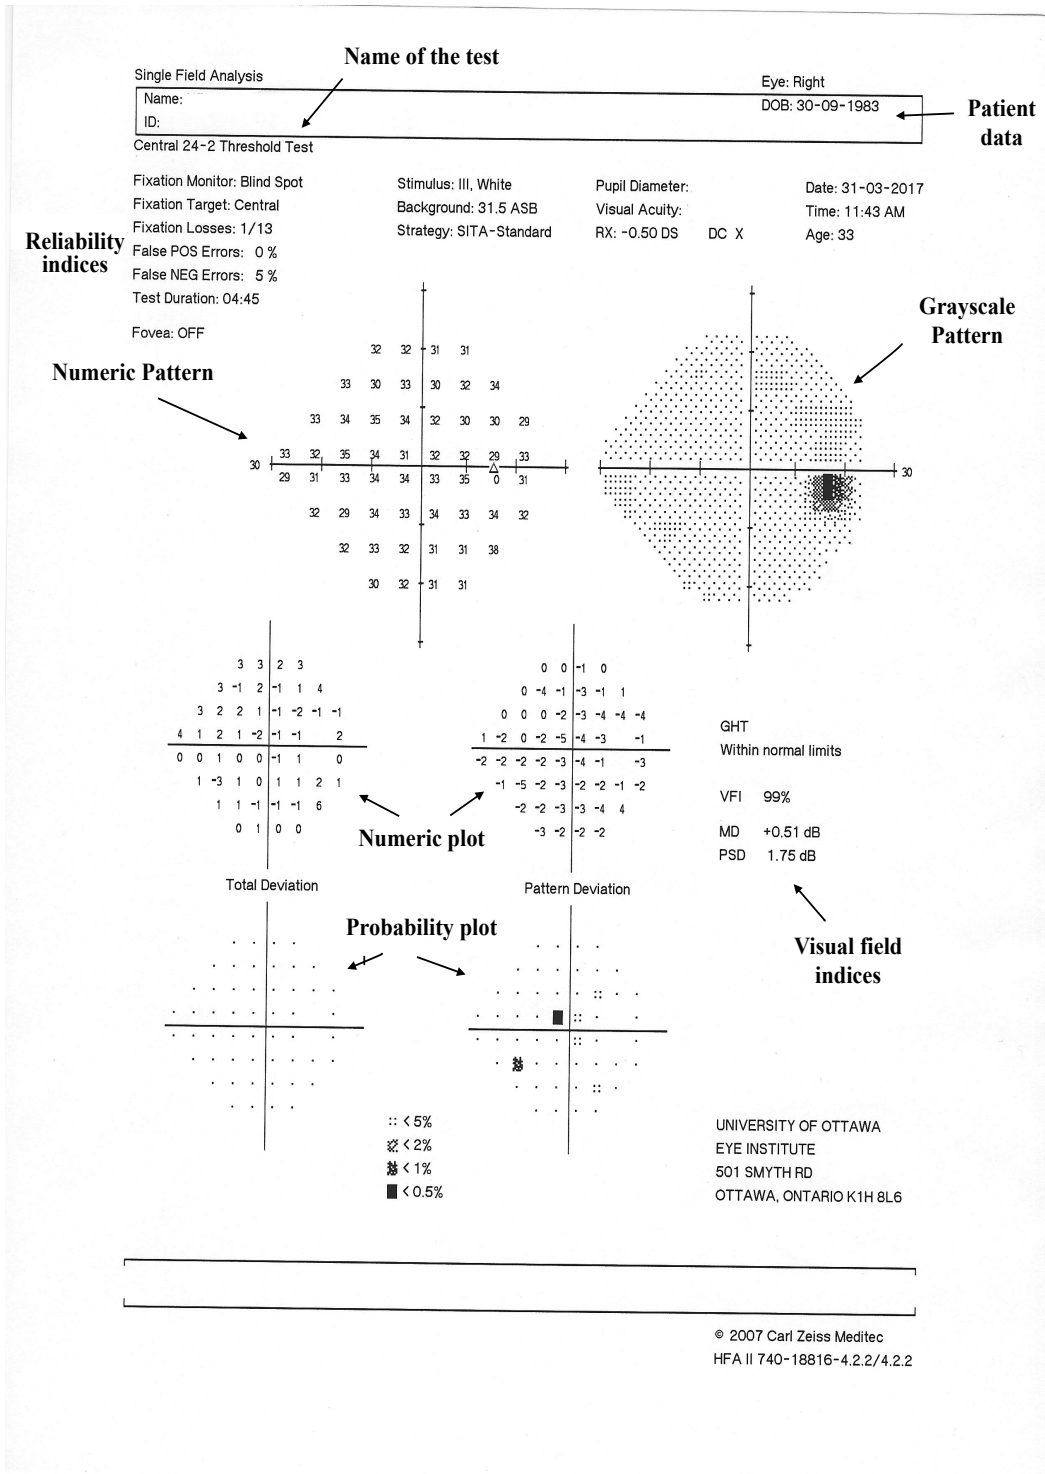 Name of the test
Single Field Analysis
Eye: Right
Name:
DOB: 30-09-1983
ID:
Patient data
Central 24-2 Threshold Test
Fixation Monitor: Blind Spot
Stimulus: III, White
Pupil Diameter:
Date: 31-03-2017
Fixation Target: Central
Background: 31.5 ASB
Visual Acuity:
Time: 11:43 AM
Fixation Losses: 1/13
Strategy: SITA-Standard
RX: -0.50 DS DC X
Age: 33
Reliability indices
False POS Errors: 0 %
False NEG Errors: 5 %
Test Duration: 04:45
Fovea: OFF
Grayscale Pattern
Numeric Pattern
32 32 31 31
33 30 33 30 32 34
33 34 35 34 32 30 30 29
33 32 35 34 31 32 32 29 33
30
30
29 31 33 34 34 33 35 0 31
32 29 34 33 34 33 34 32
32 33 32 31 31 38
30 32 31 31
3 3 2 3
3 -1 2 -1 1 4
3 2 2 1 -1 -2 -1 -1
4 1 2 1 -2 -1 -1 2
0 0 1 0 0 -1 1 0
1 -3 1 0 1 1 2 1
1 1 -1 -1 -1 6
0 1 0 0
0 0 -1 0
0 -4 -1 -3 -1 1
0 0 0 -2 -3 -4 -4 -4
1 -2 0 -2 -5 -4 -3 -1
-2 -2 -2 -2 -3 -4 -1 -3
-1 -5 -2 -3 -2 -2 -1 -2
-2 -2 -3 -3 -4 4
-3 -2 -2 -2
GHT
Within normal limits
VFI 99%
MD +0.51 dB
PSD 1.75 dB
Numeric plot
Total Deviation
Pattern Deviation
Probability plot
Visual field indices
< 5%
< 2%
< 1%
< 0.5%
UNIVERSITY OF OTTAWA
EYE INSTITUTE
501 SMYTH RD
OTTAWA, ONTARIO K1H 8L6
© 2007 Carl Zeiss Meditec
HFA II 740-18816-4.2.2/4.2.2